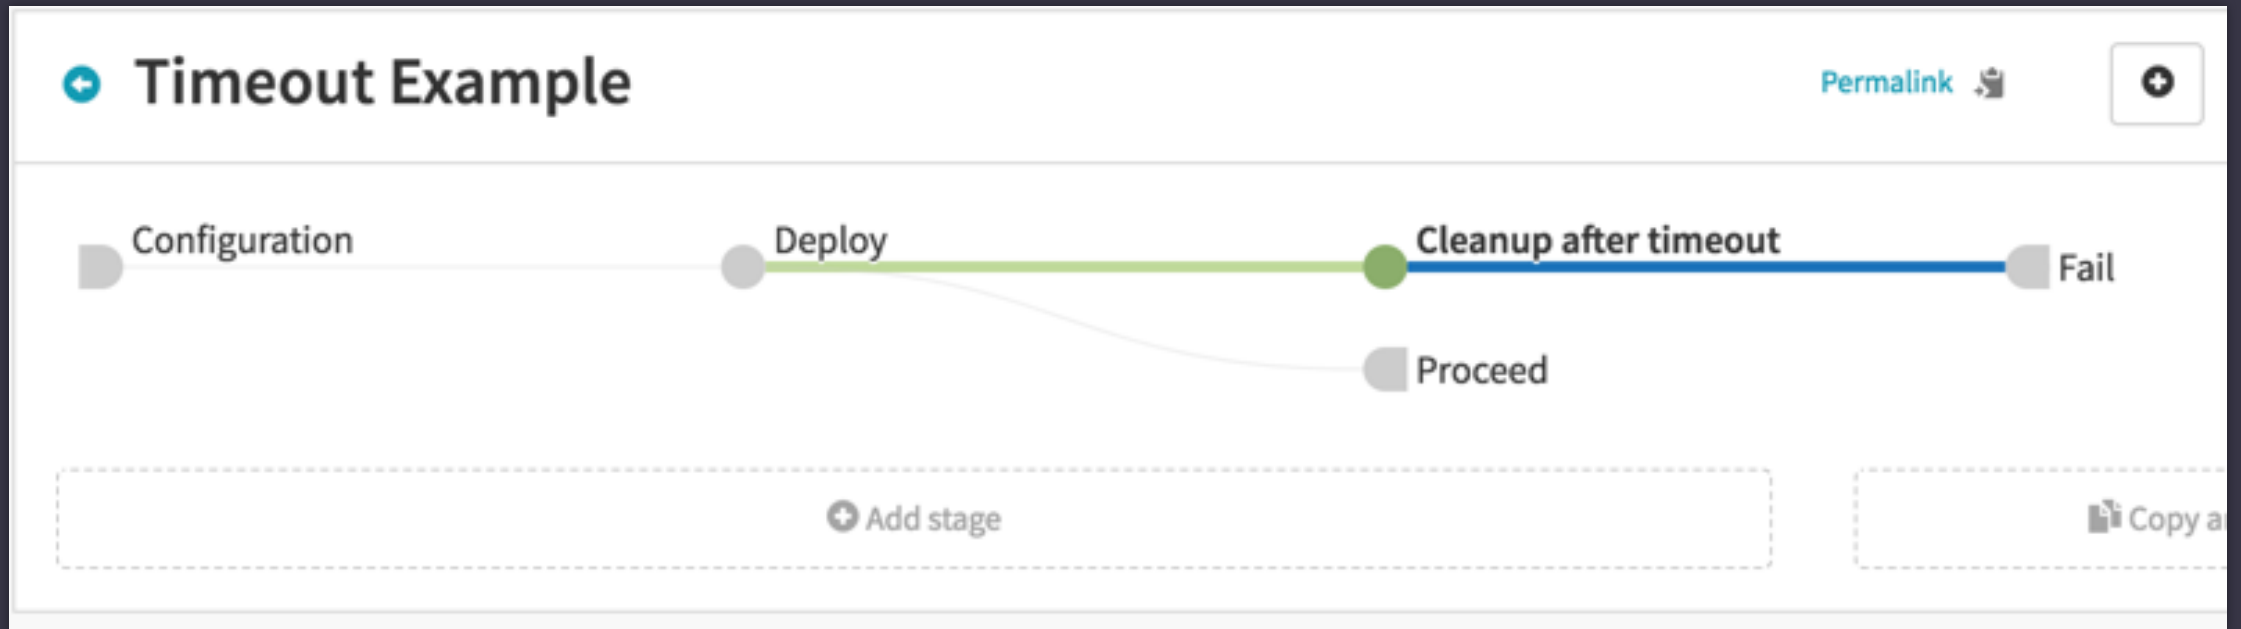 Timeout Example
Permalink
Configuration
Deploy
Cleanup after timeout
Fail
Proceed
Add stage
Copy